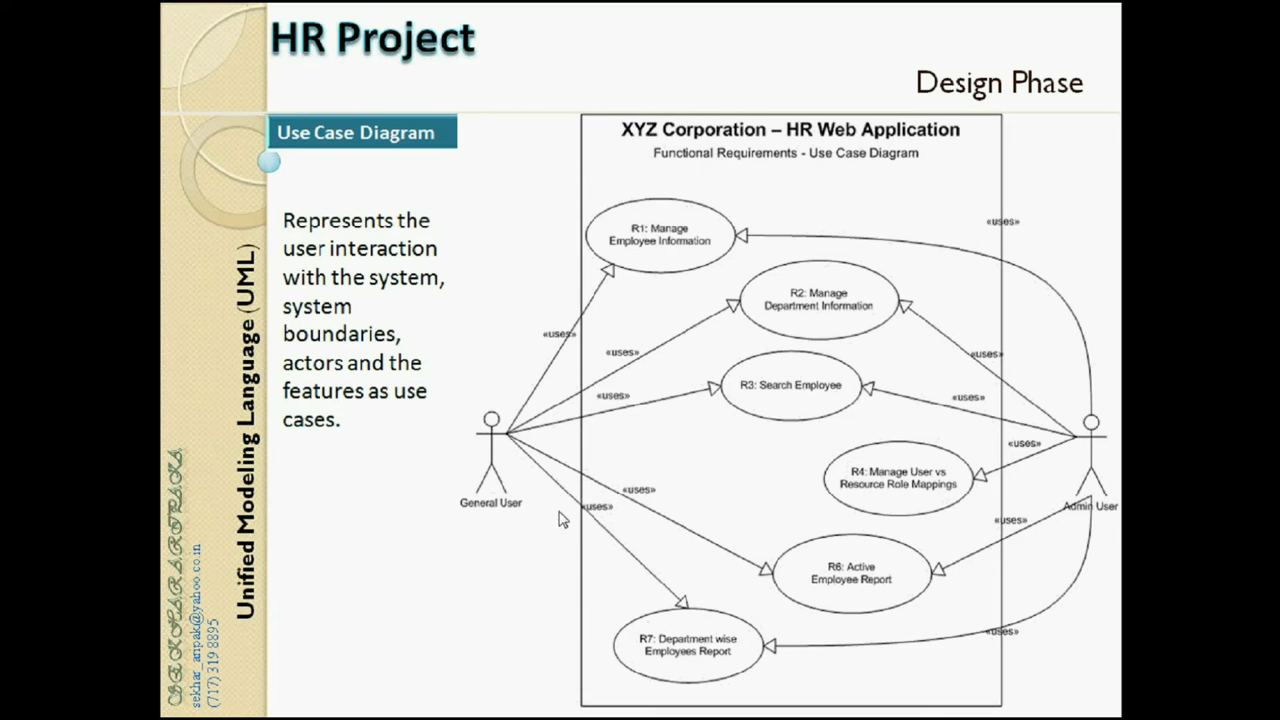 HR Project
Design Phase
Use Case Diagram
Represents the
user interaction
with the system,
system
boundaries,
actors and the
features as use
cases.
Unified Modeling Language (UML)
sekhar_anpak@yahoo.co.in
(717) 319 8895
XYZ Corporation – HR Web Application
Functional Requirements - Use Case Diagram
«uses»
R1: Manage
Employee Information
R2: Manage
Department Information
«uses»
«uses»
«uses»
R3: Search Employee
«uses»
«uses»
«uses»
R4: Manage User vs
Resource Role Mappings
«uses»
General User
«uses»
Admin User
«uses»
R6: Active
Employee Report
«uses»
R7: Department wise
Employees Report